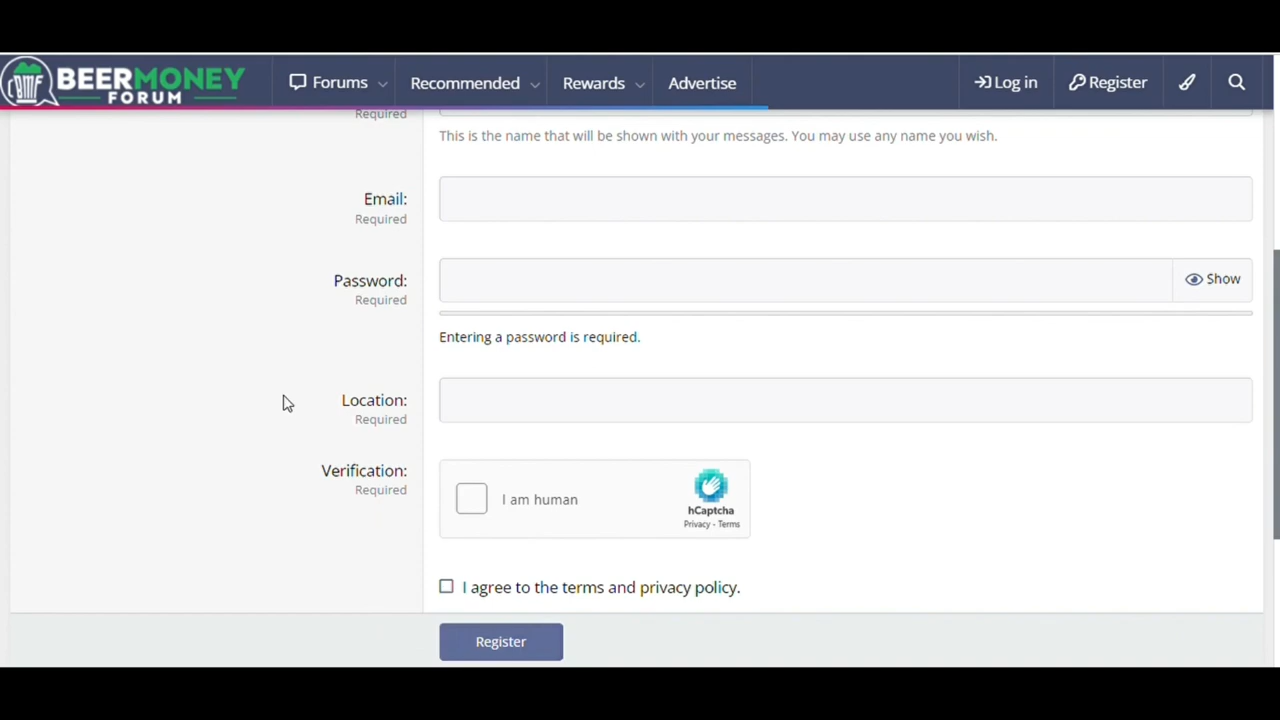 BEERMONEY
FORUM
Forums
Recommended
Rewards
Advertise
Log in
Register
Required
This is the name that will be shown with your messages. You may use any name you wish.
Email:
Required
Password:
Required
Show
Entering a password is required.
Location:
Required
Verification:
Required
I am human
hCaptcha
Privacy - Terms
I agree to the terms and privacy policy.
Register